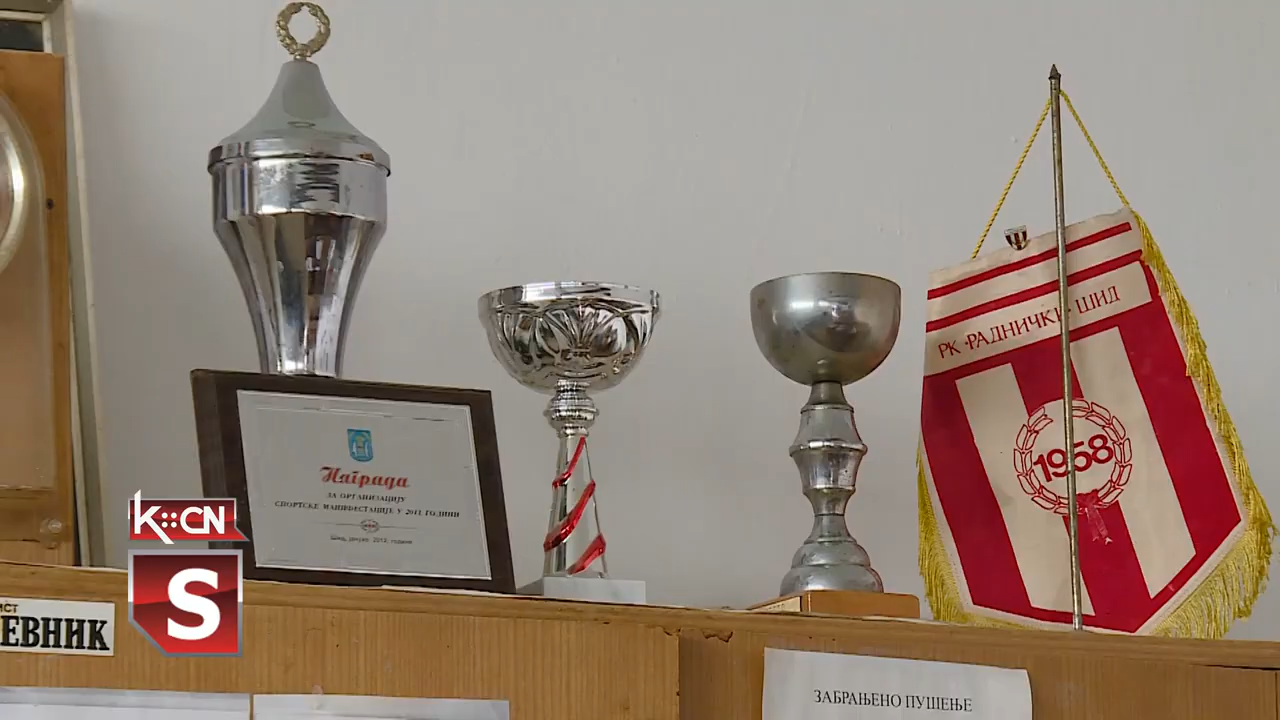 РК •РАДНИЧКИ• ШИД
1958
Награда
ЗА ОРГАНИЗАЦИЈУ
СПОРТСКЕ МАНИФЕСТАЦИЈЕ У 2012. ГОДИНИ
K::CN
S
ЕВНИК
ЗАБРАЊЕНО ПУШЕЊЕ